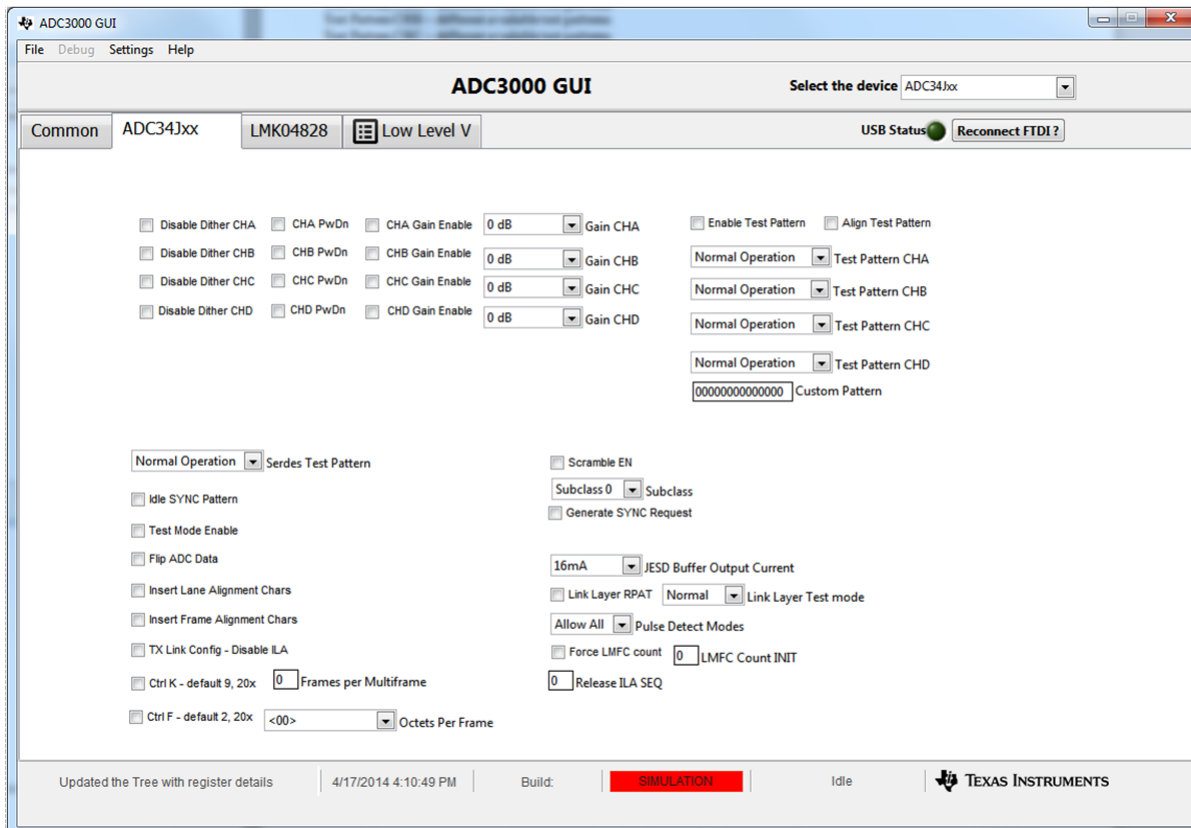 ADC3000 GUI
File Debug Settings Help
ADC3000 GUI
Select the device ADC34Jxx
Common ADC34Jxx LMK04828 Low Level V
USB Status Reconnect FTDI ?
Disable Dither CHA CHA PwDn CHA Gain Enable 0 dB Gain CHA
Disable Dither CHB CHB PwDn CHB Gain Enable 0 dB Gain CHB
Disable Dither CHC CHC PwDn CHC Gain Enable 0 dB Gain CHC
Disable Dither CHD CHD PwDn CHD Gain Enable 0 dB Gain CHD
Enable Test Pattern Align Test Pattern
Normal Operation Test Pattern CHA
Normal Operation Test Pattern CHB
Normal Operation Test Pattern CHC
Normal Operation Test Pattern CHD
00000000000000 Custom Pattern
Normal Operation Serdes Test Pattern
Idle SYNC Pattern
Test Mode Enable
Flip ADC Data
Insert Lane Alignment Chars
Insert Frame Alignment Chars
TX Link Config - Disable ILA
Ctrl K - default 9, 20x 0 Frames per Multiframe
Ctrl F - default 2, 20x <00> Octets Per Frame
Scramble EN
Subclass 0 Subclass
Generate SYNC Request
16mA JESD Buffer Output Current
Link Layer RPAT Normal Link Layer Test mode
Allow All Pulse Detect Modes
Force LMFC count 0 LMFC Count INIT
0 Release ILA SEQ
Updated the Tree with register details 4/17/2014 4:10:49 PM Build: SIMULATION Idle TEXAS INSTRUMENTS